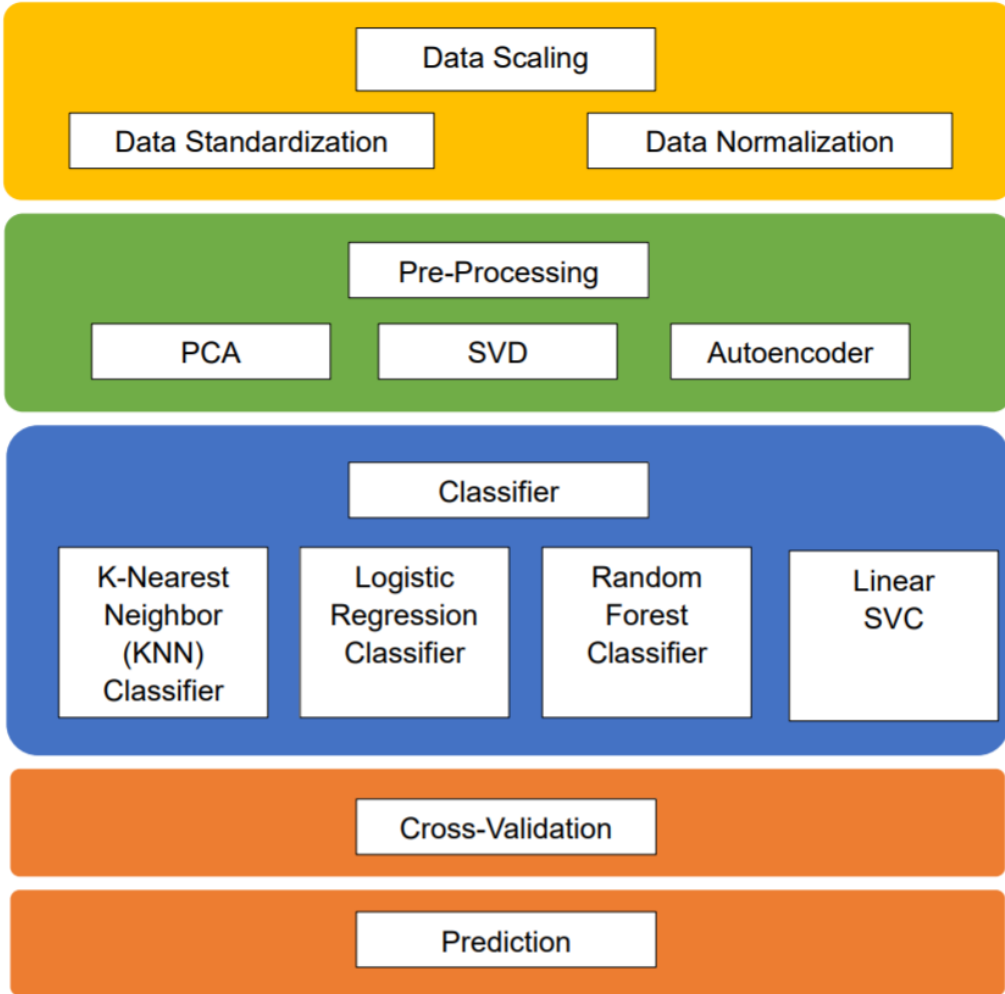 Data Scaling
Data Standardization
Data Normalization
Pre-Processing
PCA
SVD
Autoencoder
Classifier
K-Nearest
Neighbor
(KNN)
Classifier
Logistic
Regression
Classifier
Random
Forest
Classifier
Linear
SVC
Cross-Validation
Prediction